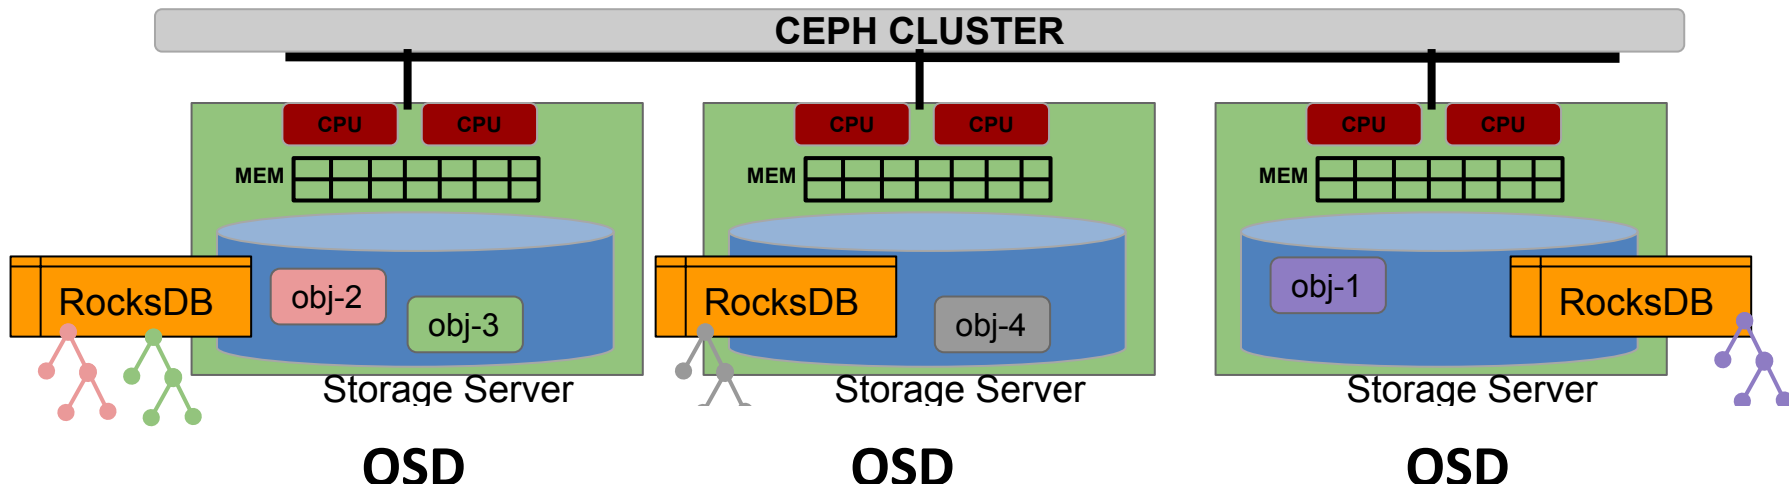 CEPH CLUSTER
CPU CPU CPU CPU CPU CPU
MEM MEM MEM
RocksDB obj-2 obj-3 RocksDB obj-4 obj-1 RocksDB
Storage Server Storage Server Storage Server
OSD OSD OSD